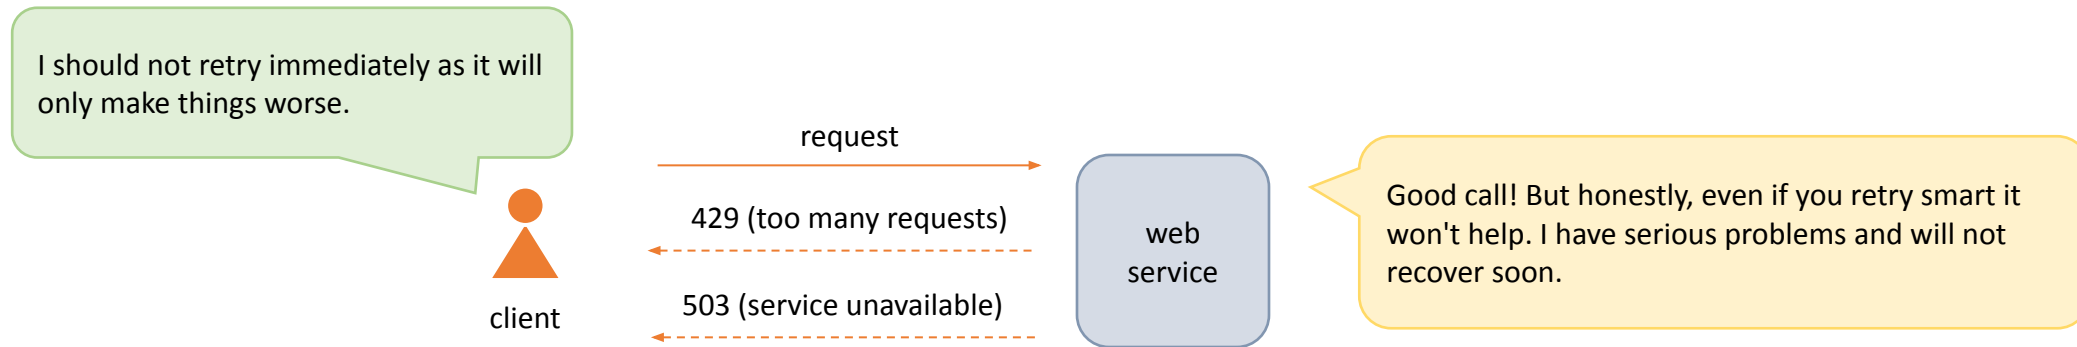 I should not retry immediately as it will
only make things worse.
request
429 (too many requests)
503 (service unavailable)
client
web
service
Good call! But honestly, even if you retry smart it
won't help. I have serious problems and will not
recover soon.